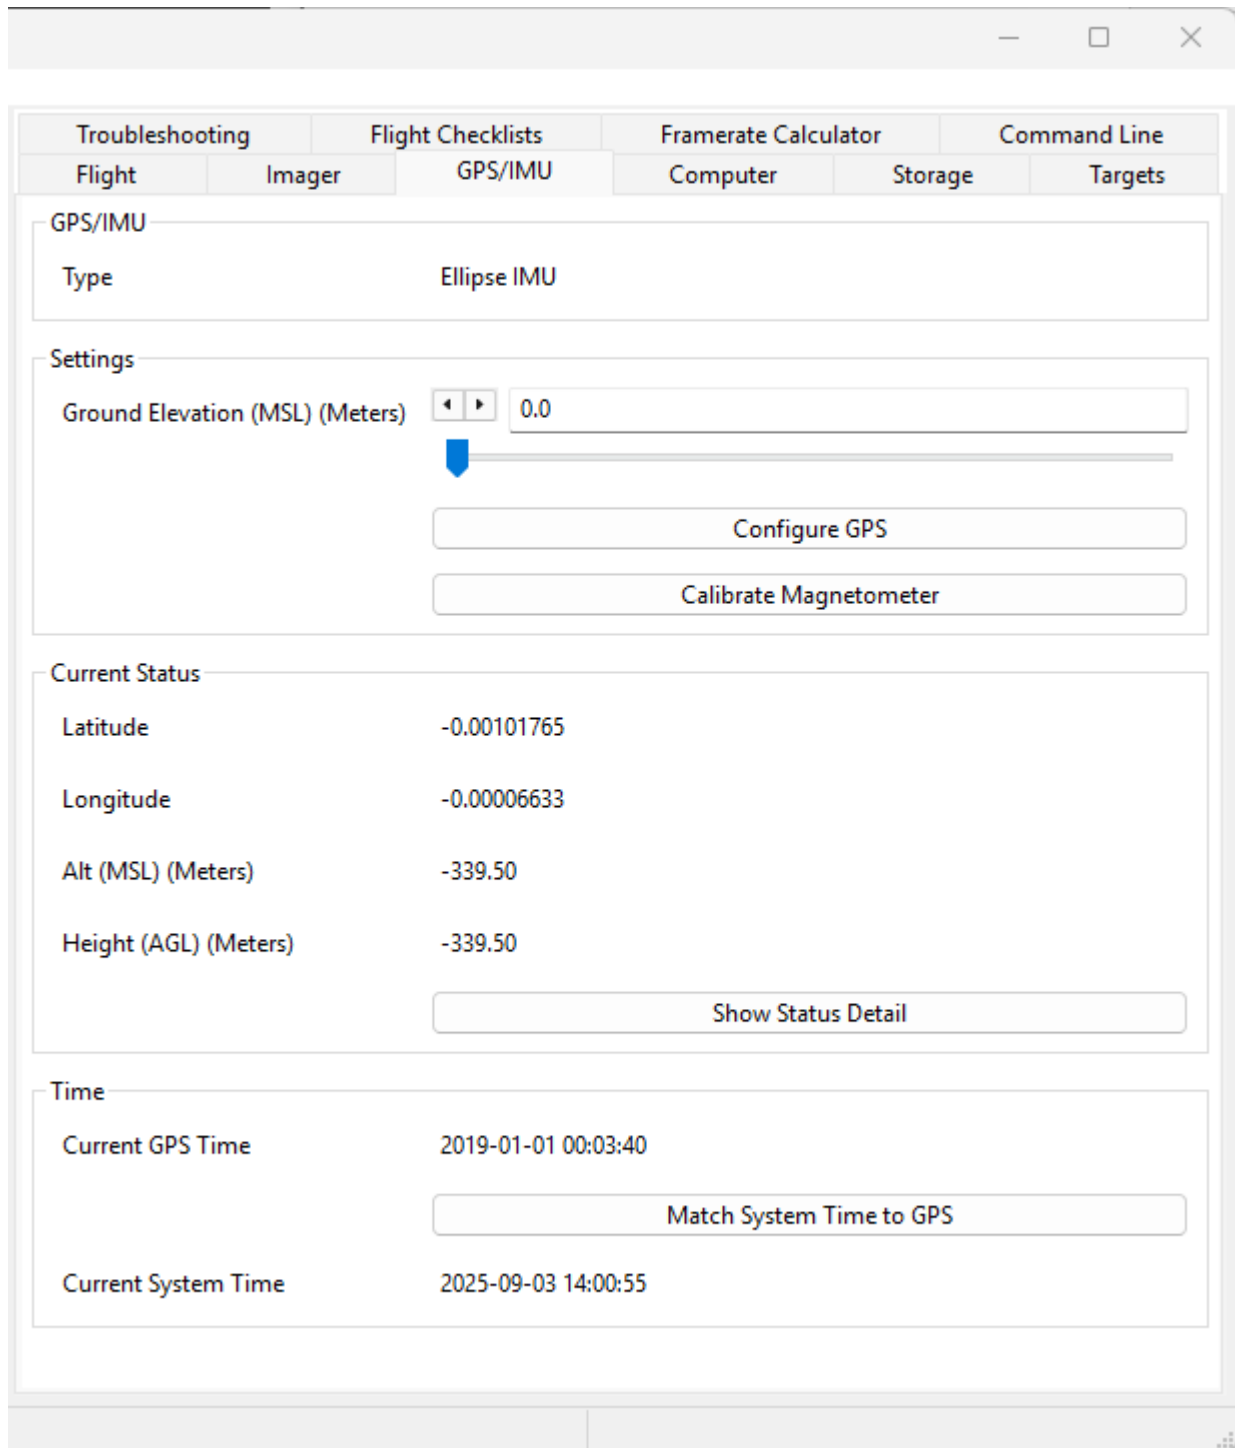 Troubleshooting Flight Checklists Framerate Calculator Command Line
Flight Imager GPS/IMU Computer Storage Targets
GPS/IMU
Type Ellipse IMU
Settings
Ground Elevation (MSL) (Meters) 0.0
Configure GPS
Calibrate Magnetometer
Current Status
Latitude -0.00101765
Longitude -0.00006633
Alt (MSL) (Meters) -339.50
Height (AGL) (Meters) -339.50
Show Status Detail
Time
Current GPS Time 2019-01-01 00:03:40
Match System Time to GPS
Current System Time 2025-09-03 14:00:55